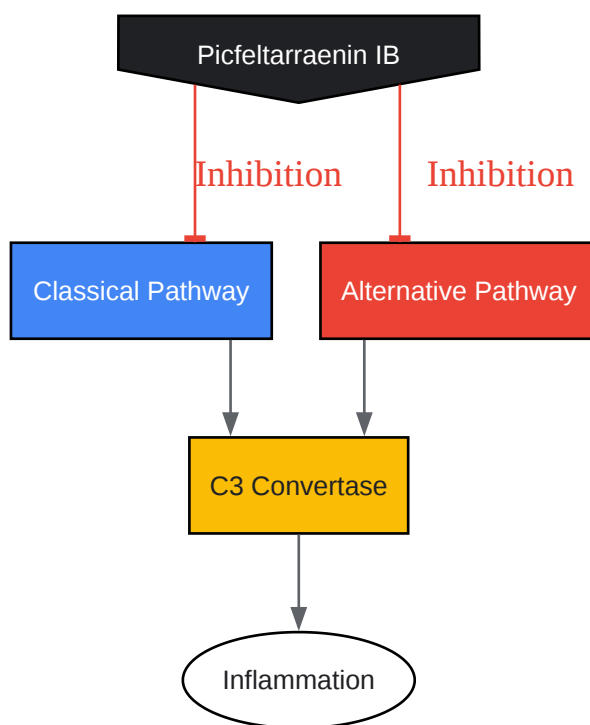 Picfeltarraenin IB
Inhibition
Inhibition
Classical Pathway
Alternative Pathway
C3 Convertase
Inflammation